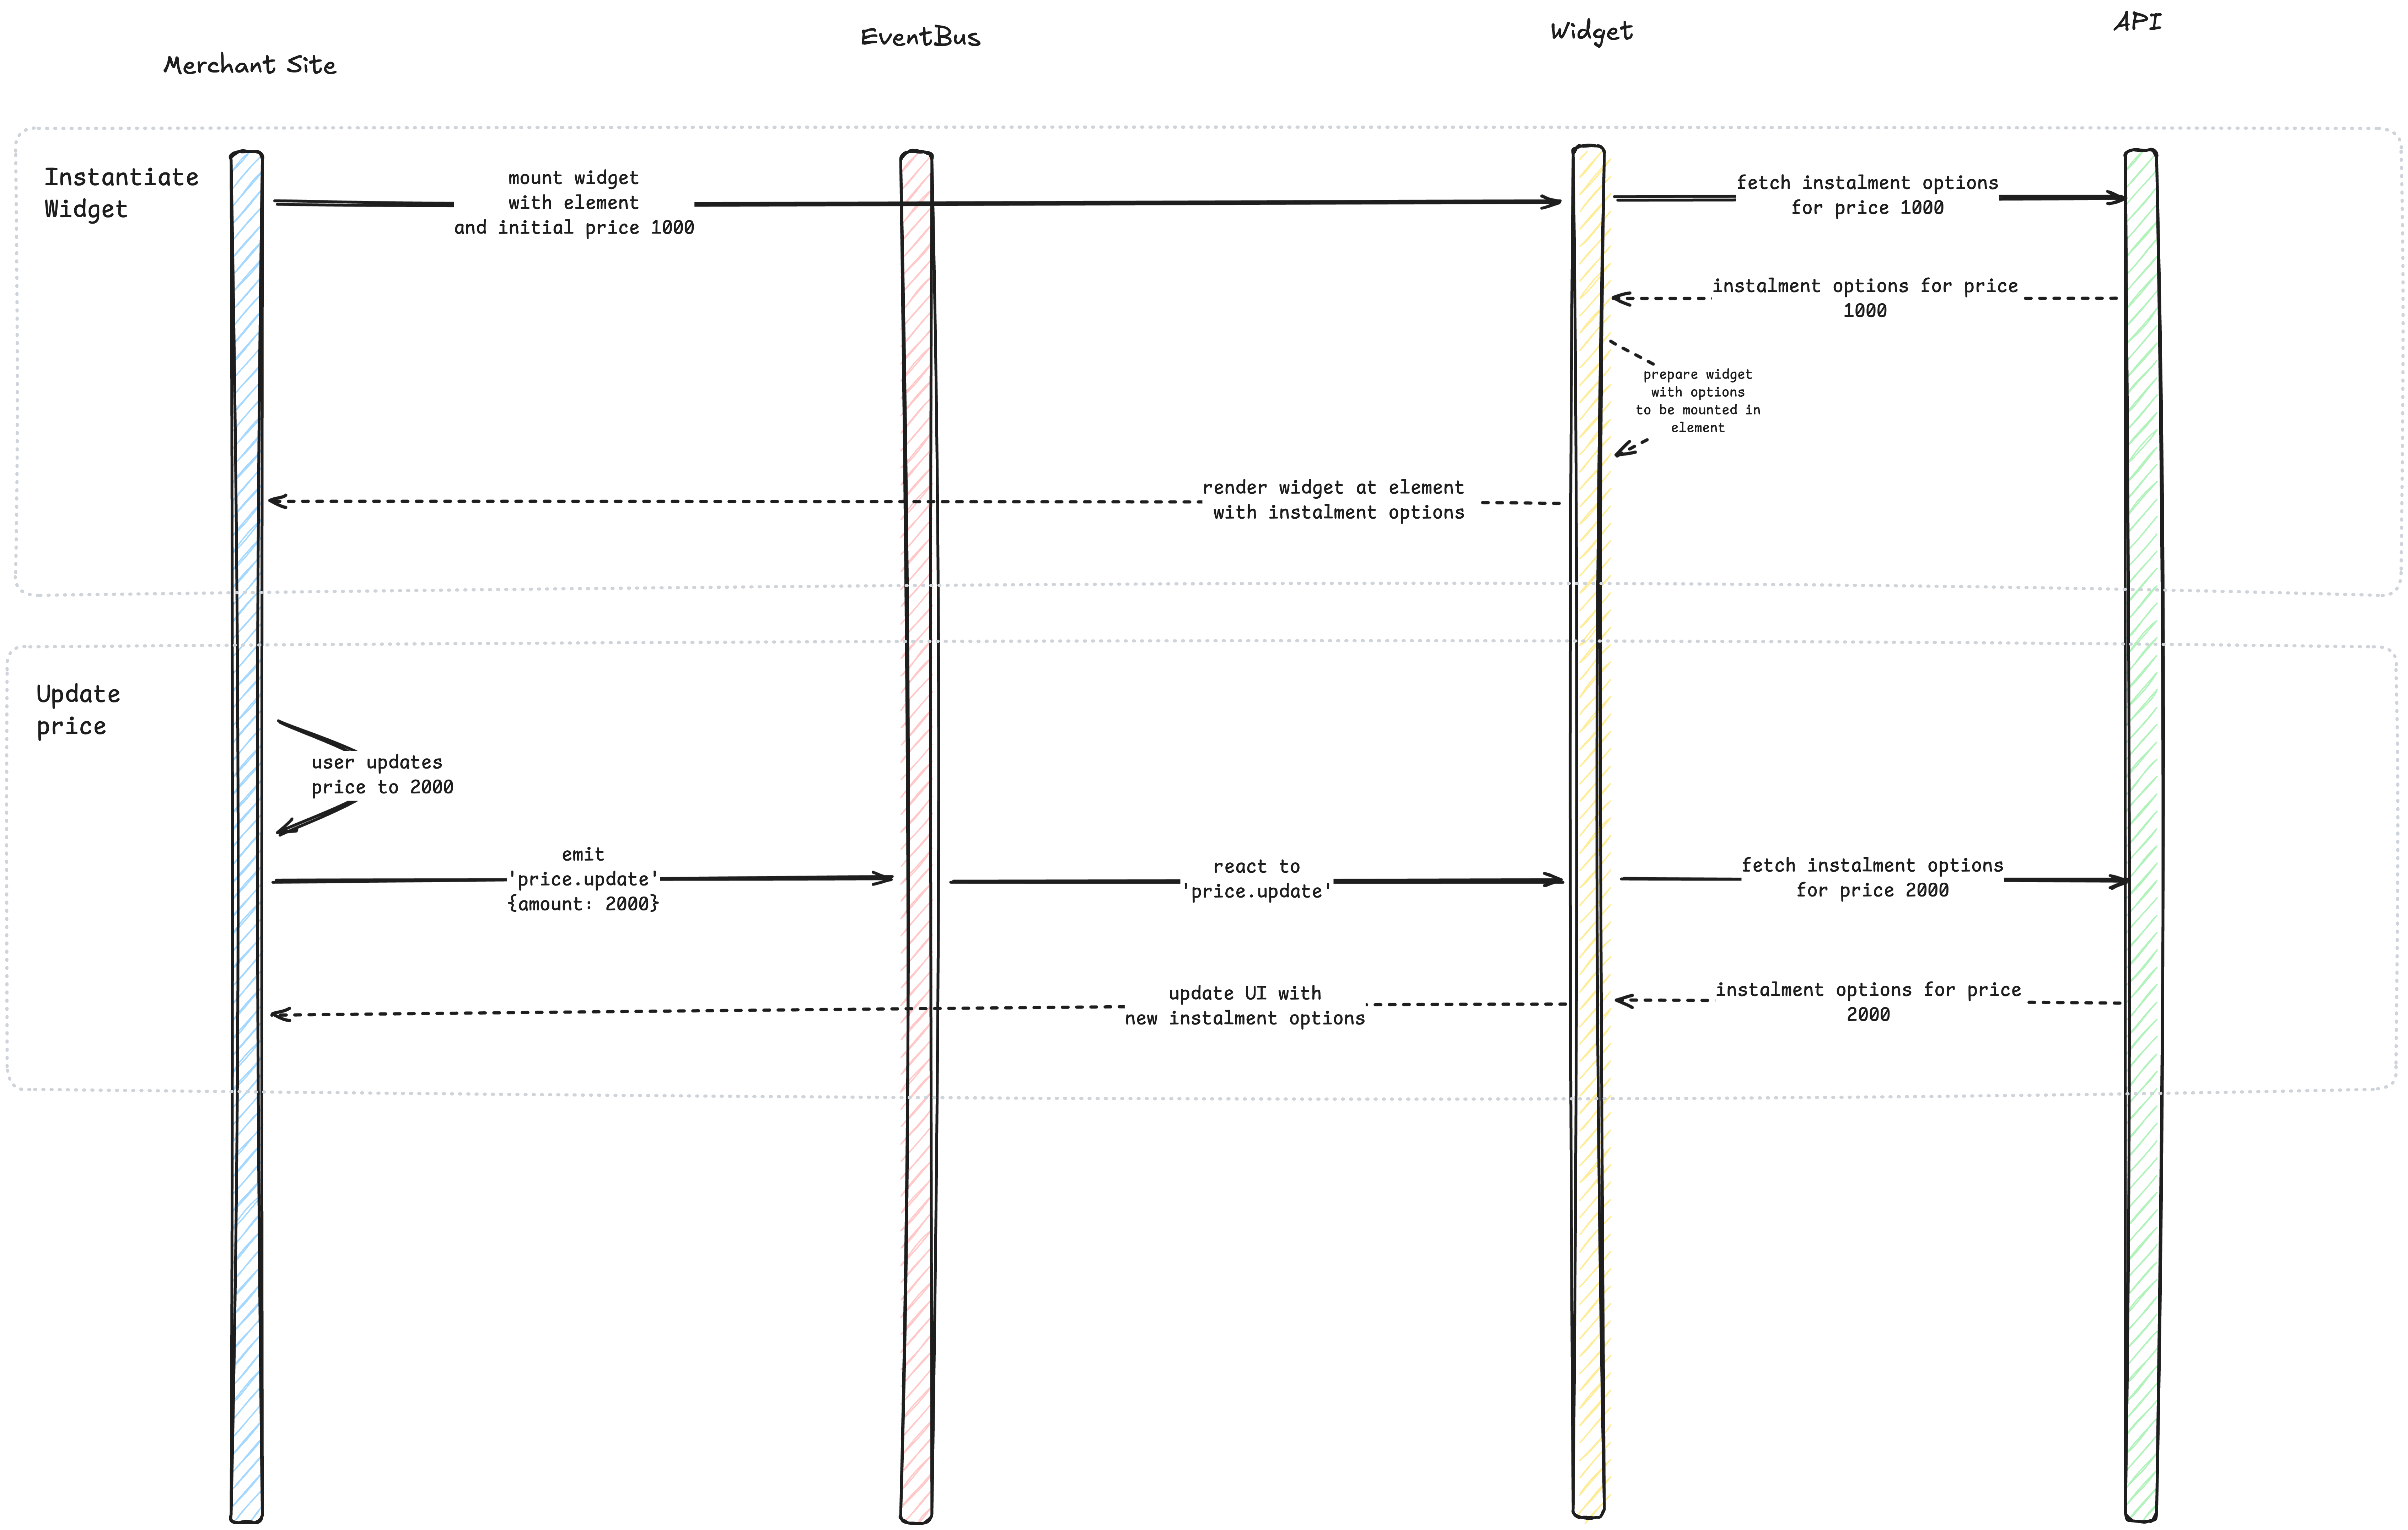 Merchant Site
EventBus
Widget
API
Instantiate
Widget
mount widget
with element
and initial price 1000
fetch instalment options
for price 1000
instalment options for price
1000
prepare widget
with options
to be mounted in
element
render widget at element
with instalment options
Update
price
user updates
price to 2000
emit
'price.update'
{amount: 2000}
react to
'price.update'
fetch instalment options
for price 2000
update UI with
new instalment options
instalment options for price
2000